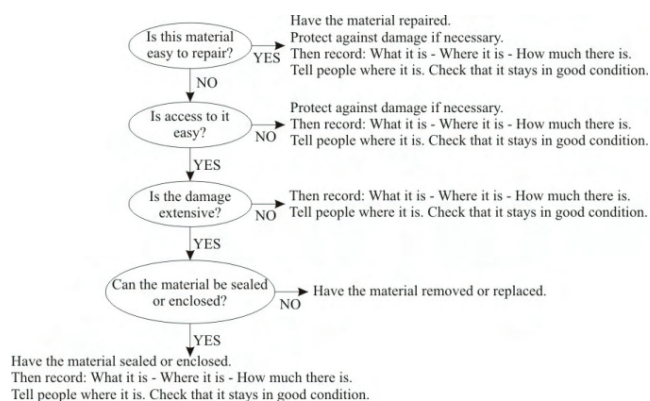 Is this material
easy to repair?
YES
Have the material repaired.
Protect against damage if necessary.
Then record: What it is - Where it is - How much there is.
Tell people where it is. Check that it stays in good condition.
NO
Is access to it
easy?
NO
Protect against damage if necessary.
Then record: What it is - Where it is - How much there is.
Tell people where it is. Check that it stays in good condition.
YES
Is the damage
extensive?
NO
Then record: What it is - Where it is - How much there is.
Tell people where it is. Check that it stays in good condition.
YES
Can the material be sealed
or enclosed?
NO
Have the material removed or replaced.
YES
Have the material sealed or enclosed.
Then record: What it is - Where it is - How much there is.
Tell people where it is. Check that it stays in good condition.